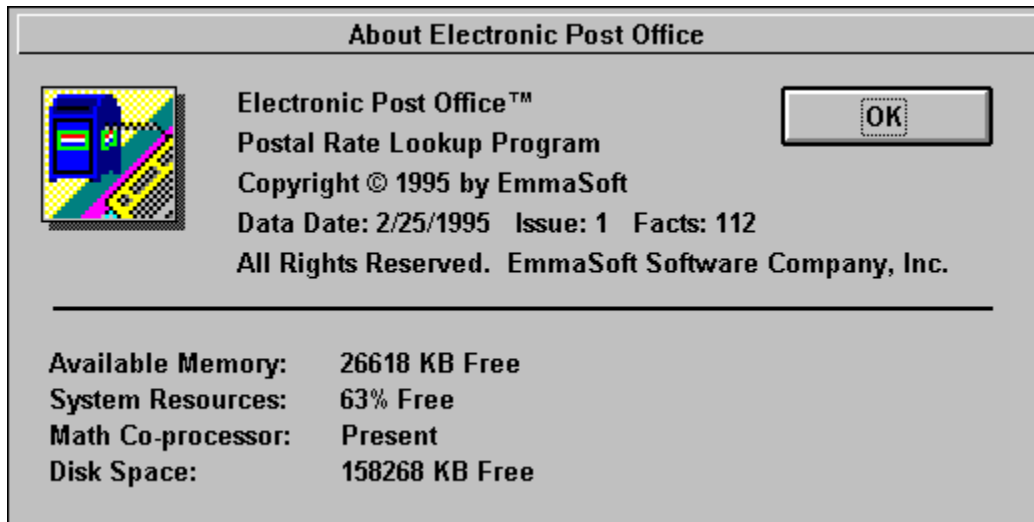 About Electronic Post Office
Electronic Post Office™
OK
Postal Rate Lookup Program
Copyright © 1995 by EmmaSoft
Data Date: 2/25/1995 Issue: 1 Facts: 112
All Rights Reserved. EmmaSoft Software Company, Inc.
Available Memory: 26618 KB Free
System Resources: 63% Free
Math Co-processor: Present
Disk Space: 158268 KB Free